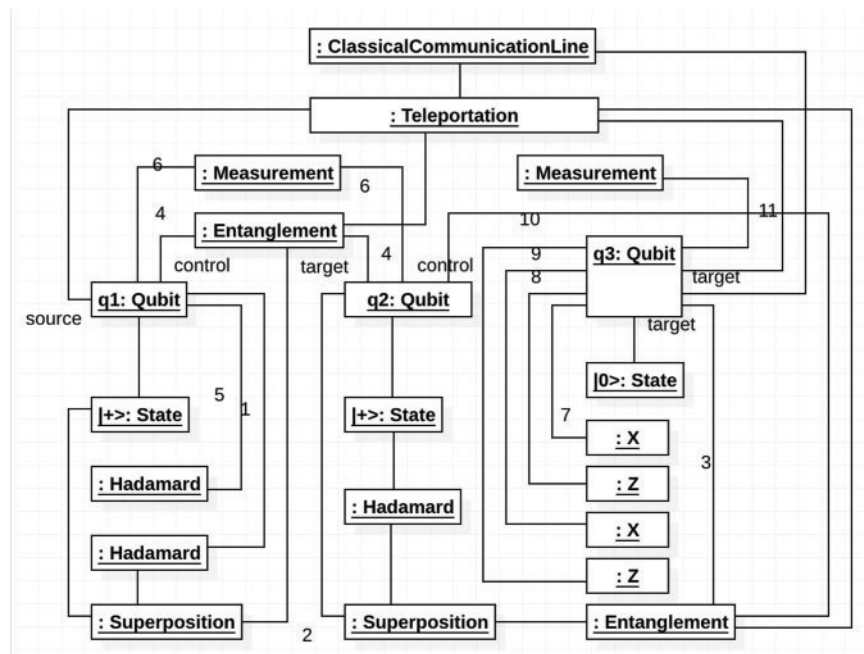 : ClassicalCommunicationLine
: Teleportation
6
: Measurement
6
: Measurement
4
: Entanglement
4
10
11
control
target
control
9
8
q3: Qubit
target
source
q1: Qubit
q2: Qubit
target
|0>: State
5
1
|+>: State
|+>: State
7
: X
3
: Hadamard
: Hadamard
: Z
: X
: Hadamard
: Z
: Superposition
2
: Superposition
: Entanglement